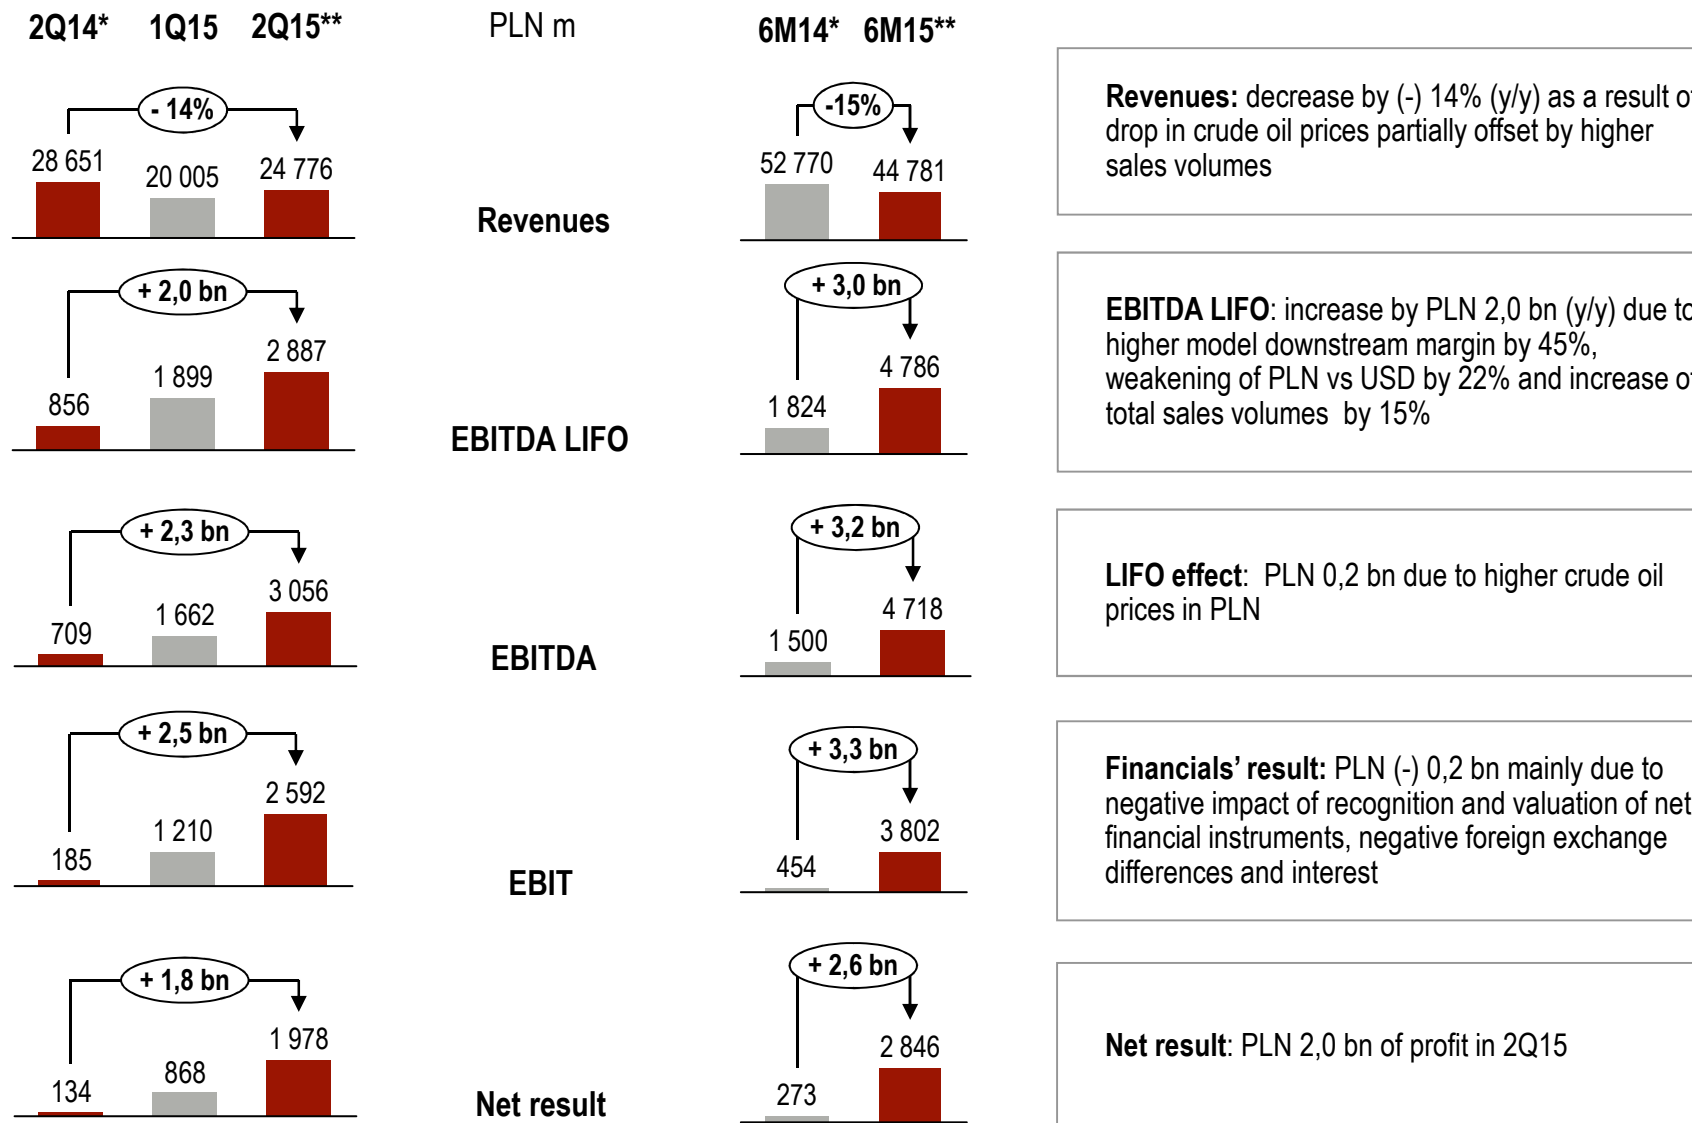 2Q14* 1Q15 2Q15** PLN m 6M14* 6M15**
- 14%
28 651 20 005 24 776
Revenues
-15%
52 770 44 781
Revenues: decrease by (-) 14% (y/y) as a result of
drop in crude oil prices partially offset by higher
sales volumes
+ 2,0 bn
856 1 899 2 887
EBITDA LIFO
+ 3,0 bn
1 824 4 786
EBITDA LIFO: increase by PLN 2,0 bn (y/y) due to
higher model downstream margin by 45%,
weakening of PLN vs USD by 22% and increase of
total sales volumes by 15%
+ 2,3 bn
709 1 662 3 056
EBITDA
+ 3,2 bn
1 500 4 718
LIFO effect: PLN 0,2 bn due to higher crude oil
prices in PLN
+ 2,5 bn
185 1 210 2 592
EBIT
+ 3,3 bn
454 3 802
Financials’ result: PLN (-) 0,2 bn mainly due to
negative impact of recognition and valuation of net
financial instruments, negative foreign exchange
differences and interest
+ 1,8 bn
134 868 1 978
Net result
+ 2,6 bn
273 2 846
Net result: PLN 2,0 bn of profit in 2Q15